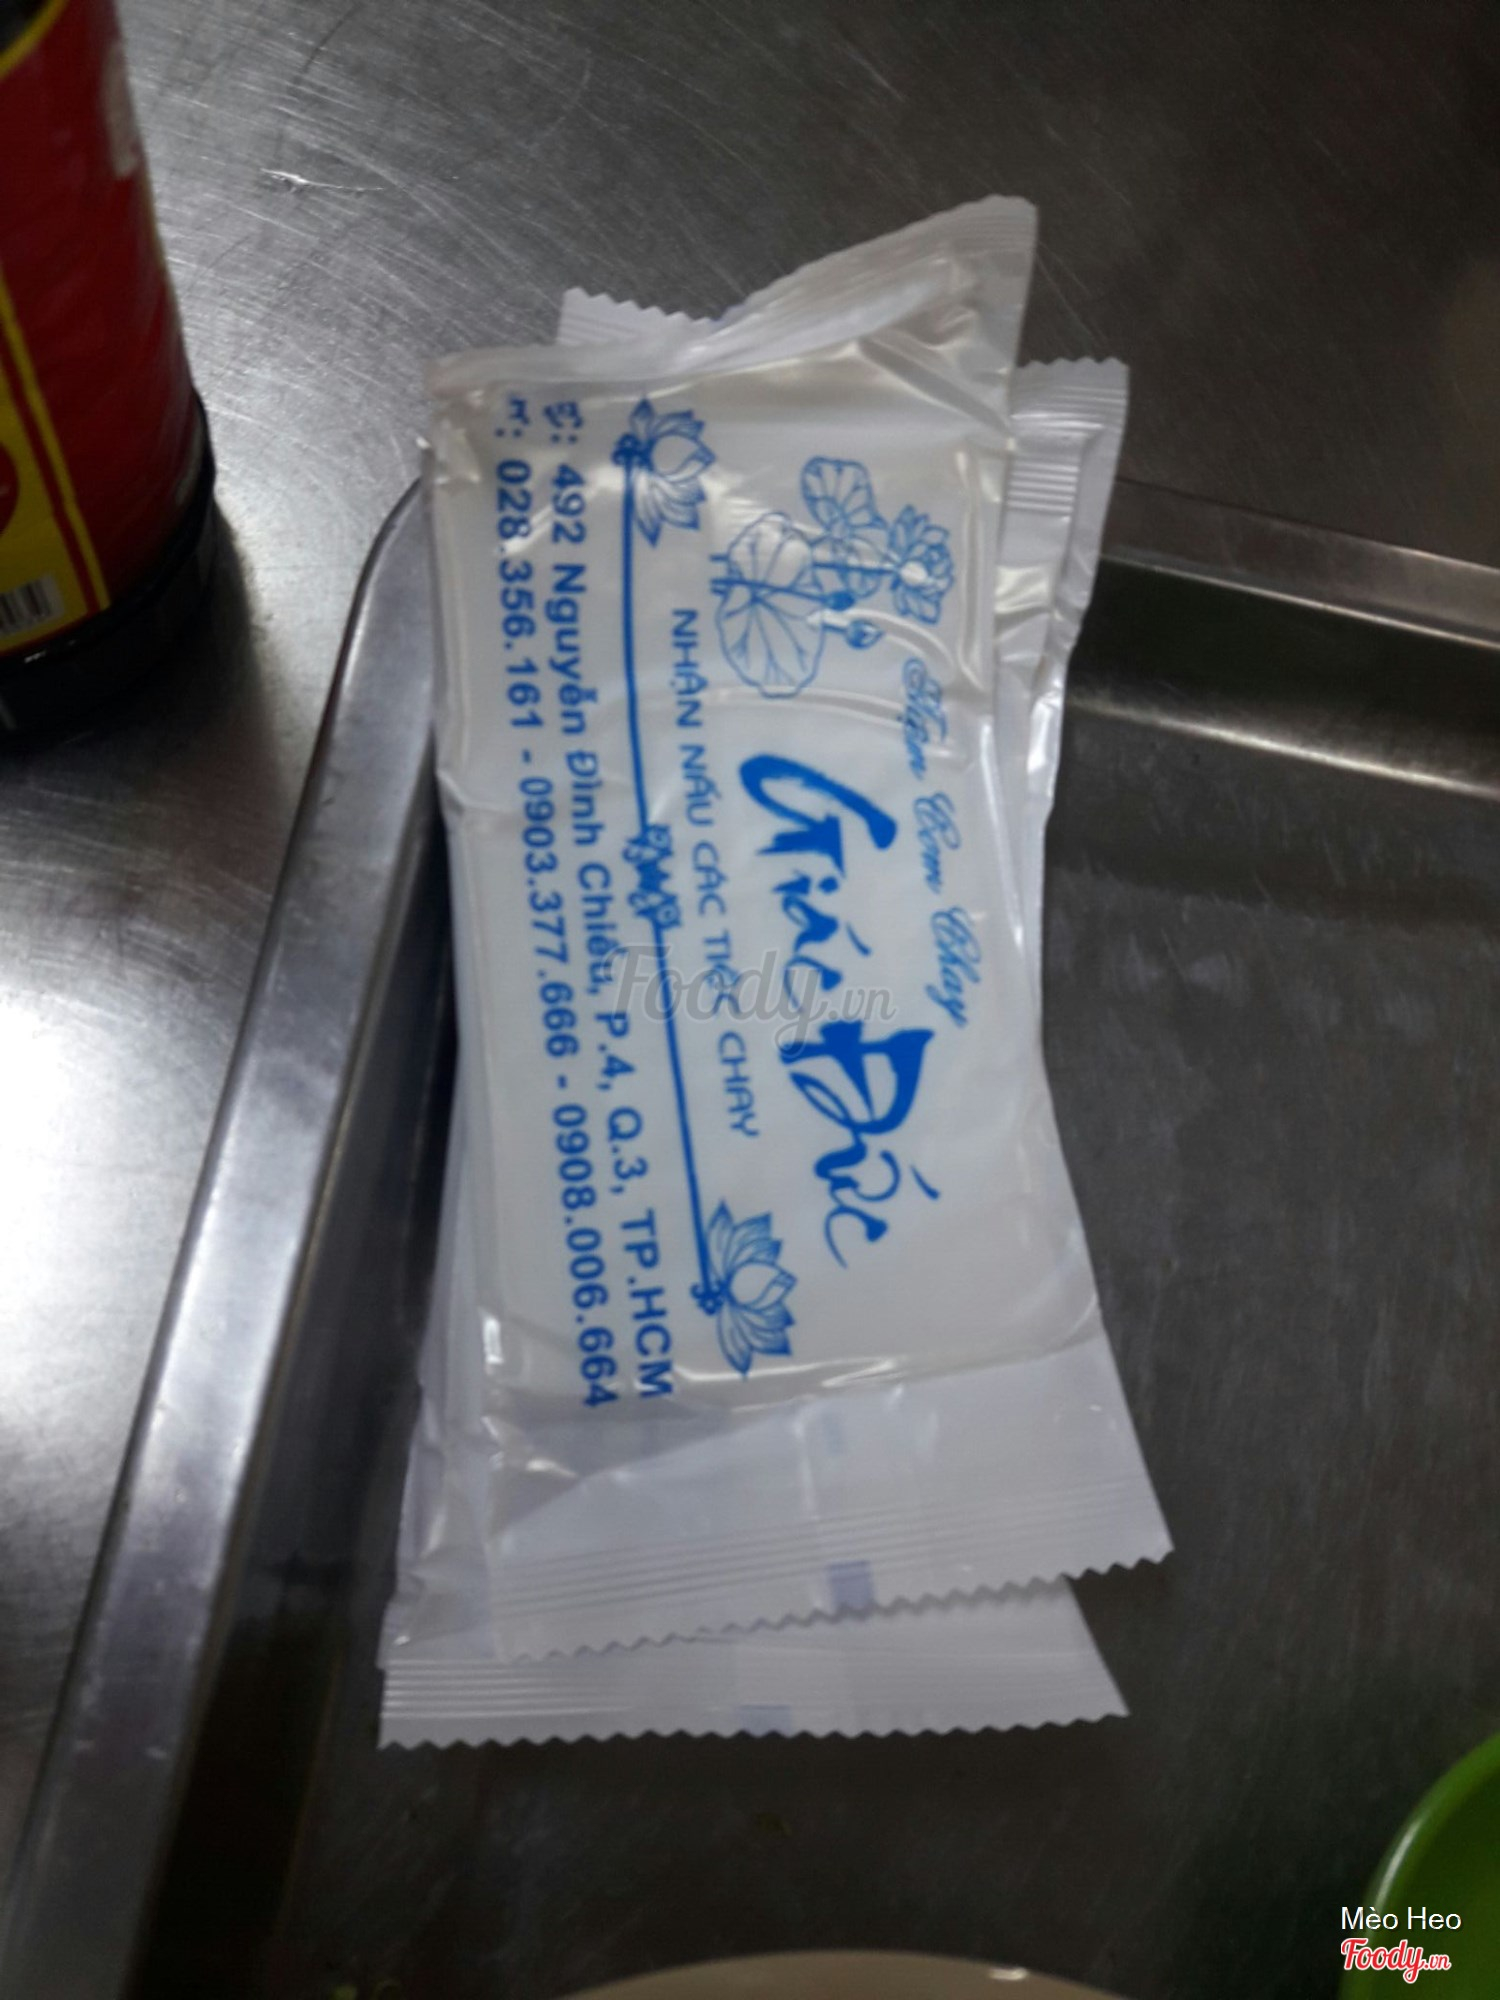 Tiệm Cơm Chay
Giác Đức
NHẬN NẤU CÁC TIỆC CHAY
ĐC: 492 Nguyễn Đình Chiểu, P.4, Q.3, TP.HCM
ĐT: 028.356.161 - 0903.377.666 - 0908.006.664
Foody.vn
Mèo Heo
Foody.vn